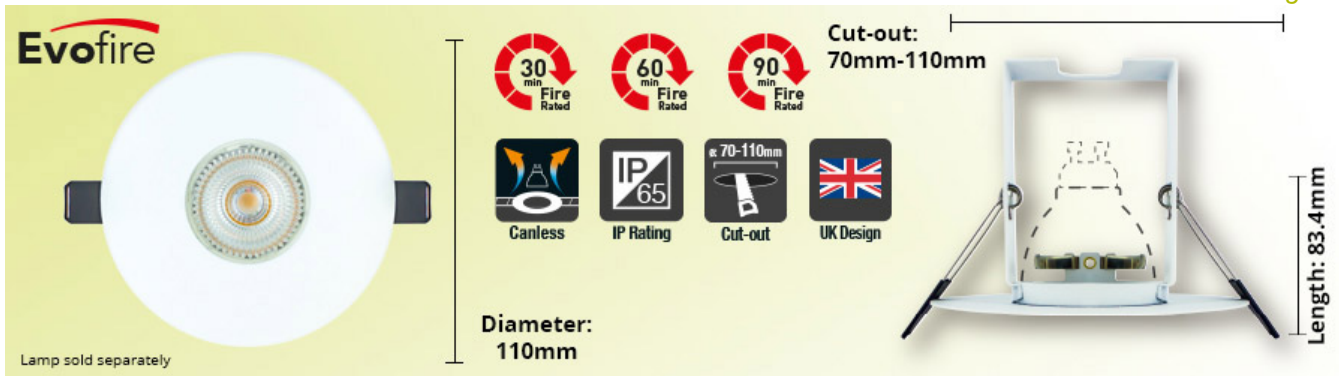 Evofire
Lamp sold separately
Diameter:
110mm
30
min
Fire
Rated
60
min
Fire
Rated
90
min
Fire
Rated
Canless
IP
65
IP Rating
ø: 70-110mm
Cut-out
UK Design
Cut-out:
70mm-110mm
Length: 83.4mm